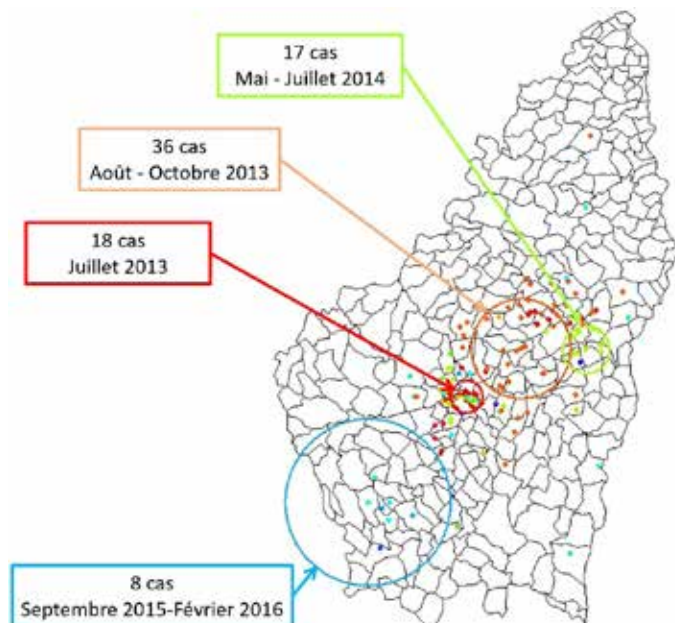 17 cas
Mai - Juillet 2014
36 cas
Août - Octobre 2013
18 cas
Juillet 2013
8 cas
Septembre 2015-Février 2016